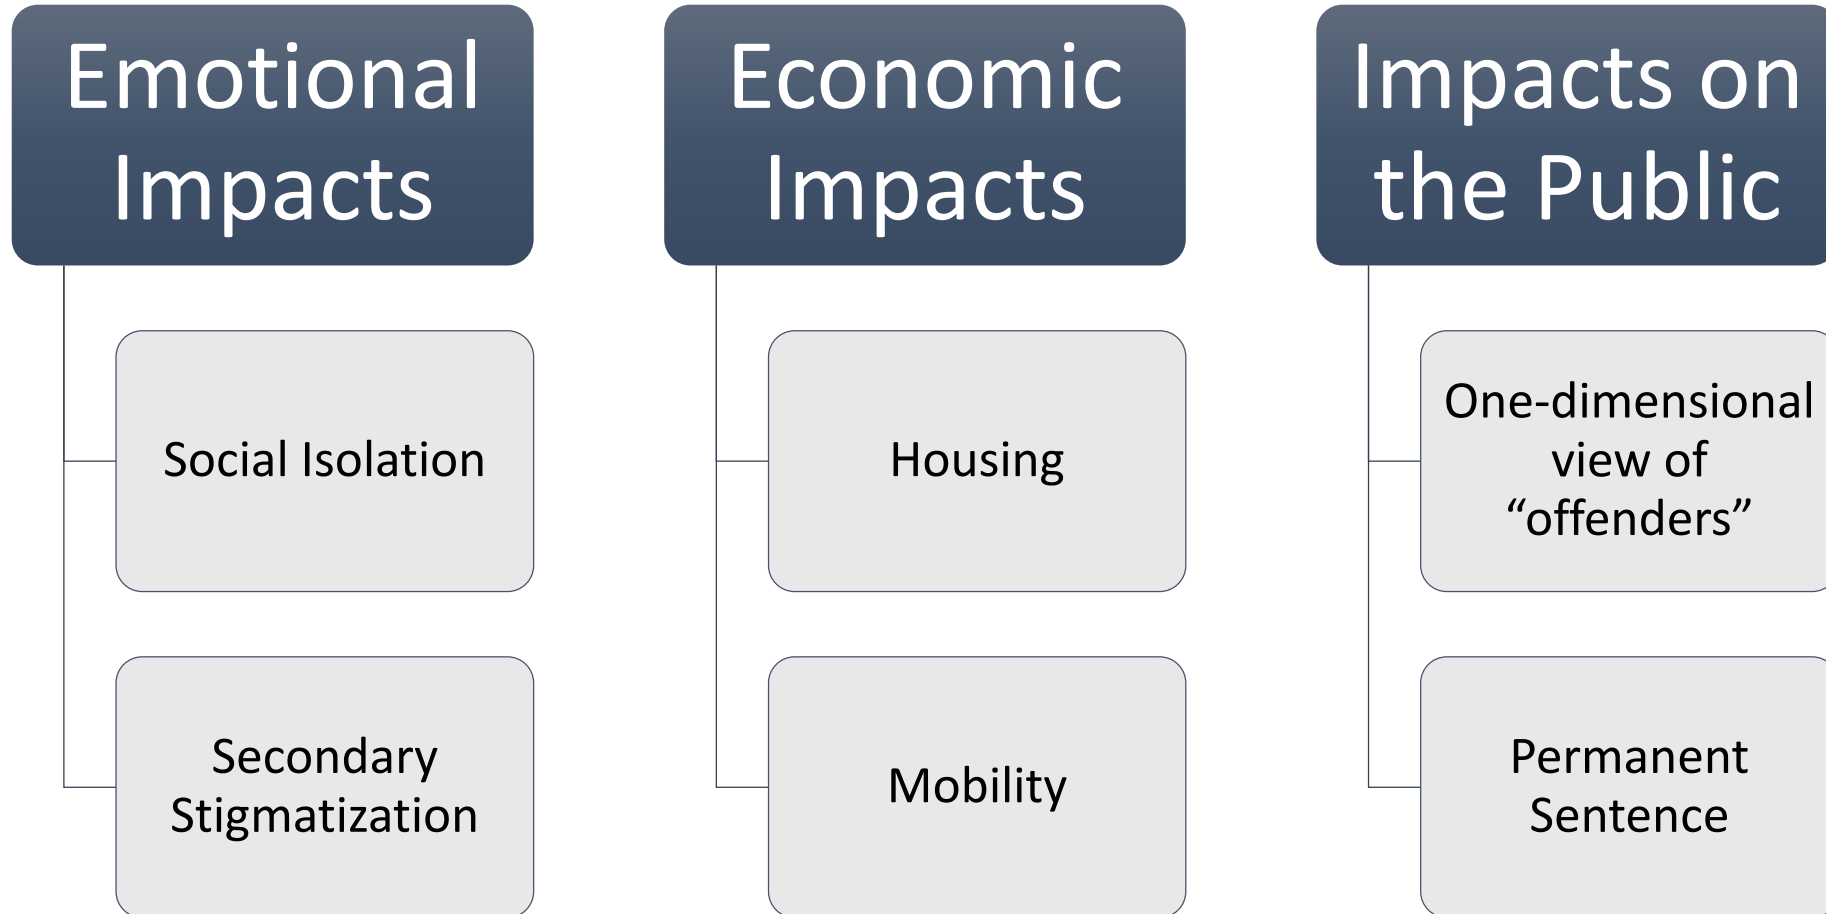 Emotional
Impacts
Social Isolation
Secondary
Stigmatization
Economic
Impacts
Housing
Mobility
Impacts on
the Public
One-dimensional
view of
“offenders”
Permanent
Sentence